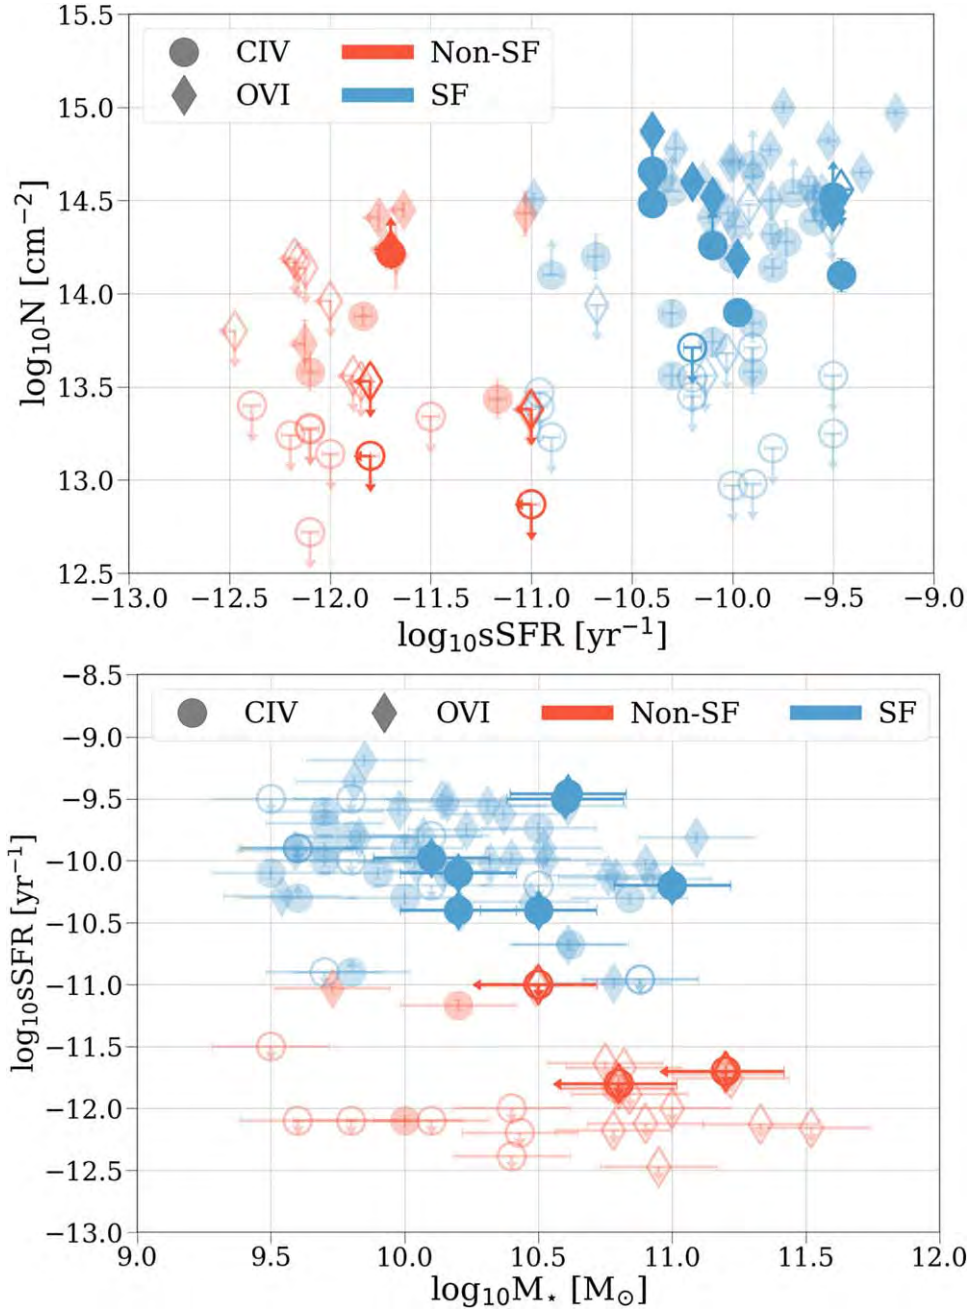 15.5
CIV Non-SF
OVI SF
15.0
14.5
14.0
13.5
13.0
12.5
log₁₀N [cm⁻²]
−13.0 −12.5 −12.0 −11.5 −11.0 −10.5 −10.0 −9.5 −9.0
log₁₀sSFR [yr⁻¹]
−8.5
CIV OVI Non-SF SF
−9.0
−9.5
−10.0
−10.5
−11.0
−11.5
−12.0
−12.5
−13.0
log₁₀sSFR [yr⁻¹]
9.0 9.5 10.0 10.5 11.0 11.5 12.0
log₁₀M⋆ [M⊙]